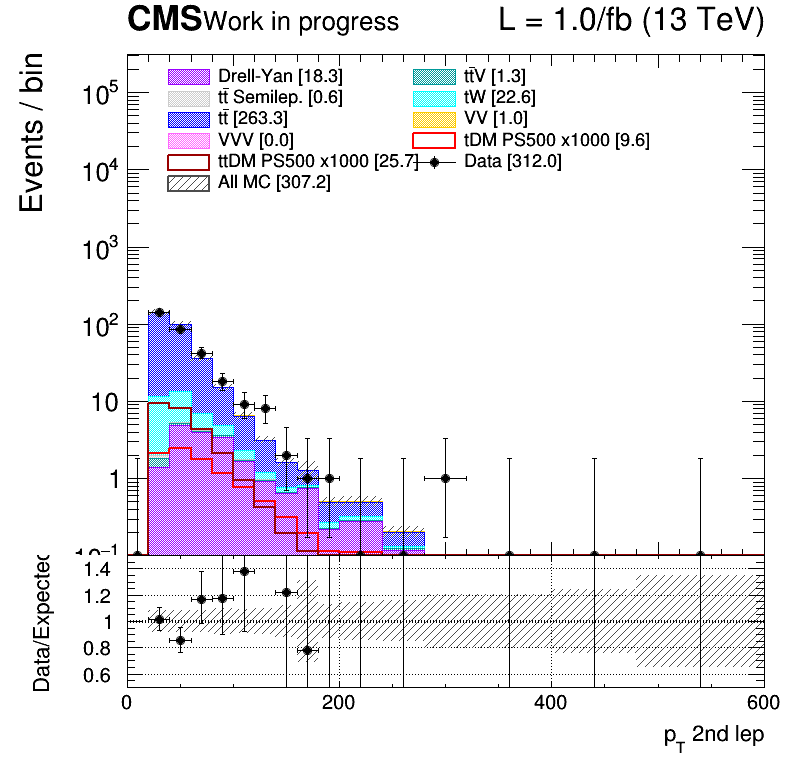 CMS Work in progress L = 1.0/fb (13 TeV)
Events / bin
Drell-Yan [18.3] tt̄V [1.3]
tt̄ Semilep. [0.6] tW [22.6]
tt̄ [263.3] VV [1.0]
VVV [0.0] tDM PS500 x1000 [9.6]
ttDM PS500 x1000 [25.7] Data [312.0]
All MC [307.2]
10⁵
10⁴
10³
10²
10
1
10⁻¹
Data/Expected
1.4
1.2
1
0.8
0.6
0 200 400 600
p_T 2nd lep